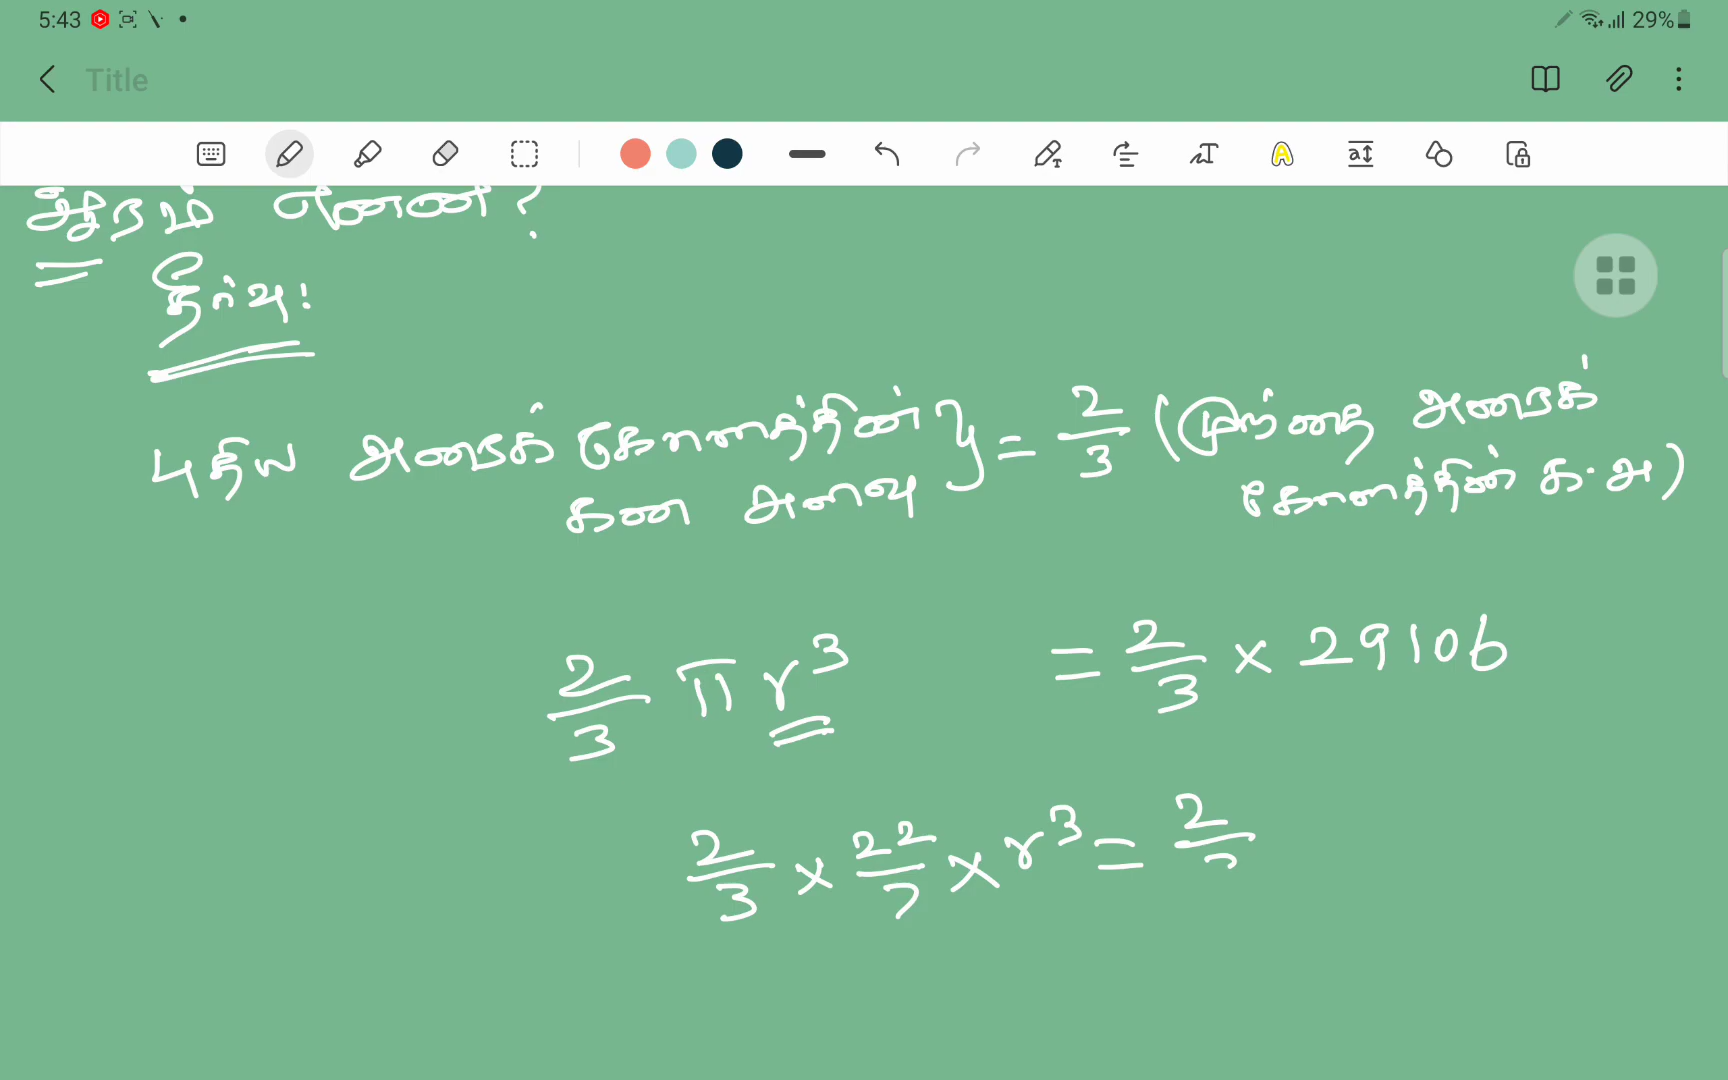 5:43
29%
Title
ஆரம் என்ன?
தீர்வு:
புதிய அரைக் கோளத்தின் } = 2/3 (முந்தைய அரைக்
கன அளவு கோளத்தின் க.அ)
2/3 π r³ = 2/3 × 29106
2/3 × 22/7 × r³ = 2/